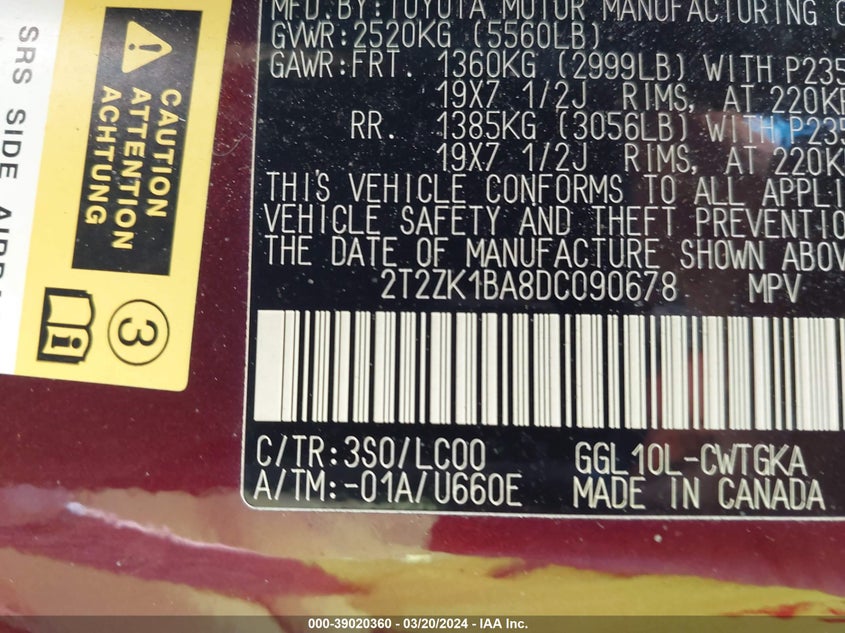 MFD.BY:TOYOTA MOTOR MANUFACTURING
GVWR:2520KG (5560LB)
GAWR:FRT. 1360KG (2999LB) WITH P235
19X7 1/2J RIMS, AT 220KP
RR. 1385KG (3056LB) WITH P235
19X7 1/2J RIMS, AT 220K
THIS VEHICLE CONFORMS TO ALL APPLI
VEHICLE SAFETY AND THEFT PREVENTIO
THE DATE OF MANUFACTURE SHOWN ABOV
2T2ZK1BA8DC090678 MPV
C/TR:3S0/LC00 GGL10L-CWTGKA
A/TM:-01A/U660E MADE IN CANADA
SRS SIDE AIRBA
CAUTION
ATTENTION
ACHTUNG
3
000-39020360 - 03/20/2024 - IAA Inc.